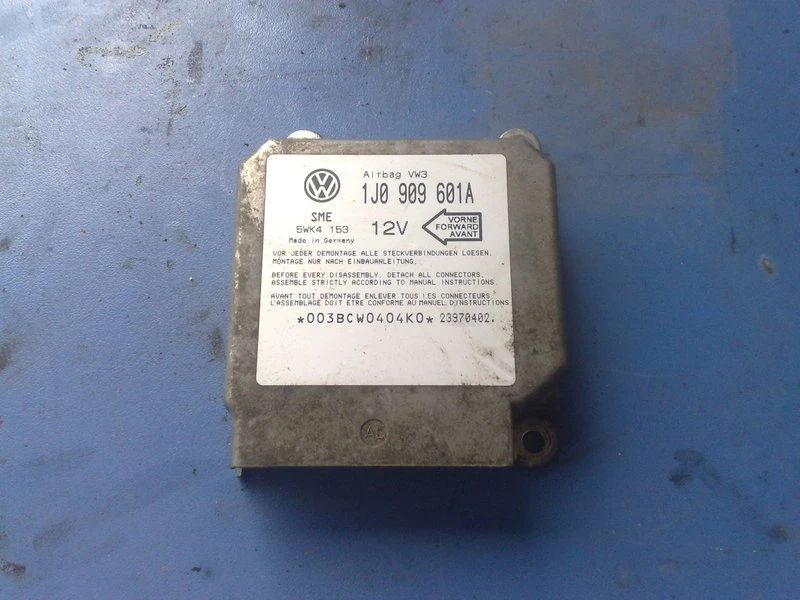 VW
Airbag VW3
1J0 909 601A
SME
5WK4 153
Made in Germany
12V
VORNE
FORWARD
AVANT
VOR JEDER DEMONTAGE ALLE STECKVERBINDUNGEN LOESEN.
MONTAGE NUR NACH EINBAUANLEITUNG.
BEFORE EVERY DISASSEMBLY, DETACH ALL CONNECTORS.
ASSEMBLE STRICTLY ACCORDING TO MANUAL INSTRUCTIONS.
AVANT TOUT DEMONTAGE ENLEVER TOUS LES CONNECTEURS.
L'ASSEMBLAGE DOIT ETRE CONFORME AU MANUEL D'INSTRUCTIONS
*003BCW0404K0* 23970402.
AE